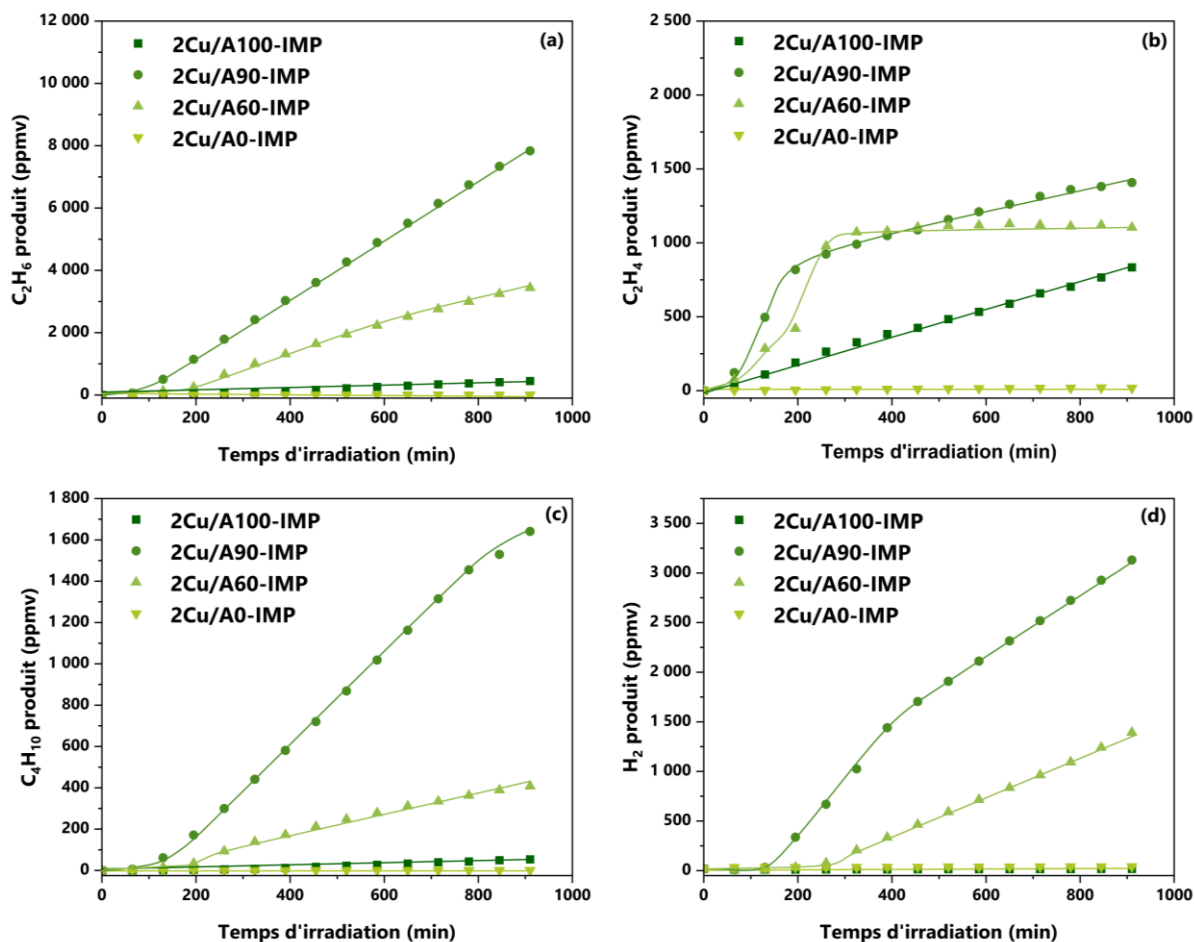 (a)
2Cu/A100-IMP
2Cu/A90-IMP
2Cu/A60-IMP
2Cu/A0-IMP
12 000
10 000
8 000
6 000
4 000
2 000
0
C₂H₆ produit (ppmv)
0 200 400 600 800 1000
Temps d'irradiation (min)
(b)
2Cu/A100-IMP
2Cu/A90-IMP
2Cu/A60-IMP
2Cu/A0-IMP
2 500
2 000
1 500
1 000
500
0
C₂H₄ produit (ppmv)
0 200 400 600 800 1000
Temps d'irradiation (min)
(c)
2Cu/A100-IMP
2Cu/A90-IMP
2Cu/A60-IMP
2Cu/A0-IMP
1 800
1 600
1 400
1 200
1 000
800
600
400
200
0
C₄H₁₀ produit (ppmv)
0 200 400 600 800 1000
Temps d'irradiation (min)
(d)
2Cu/A100-IMP
2Cu/A90-IMP
2Cu/A60-IMP
2Cu/A0-IMP
3 500
3 000
2 500
2 000
1 500
1 000
500
0
H₂ produit (ppmv)
0 200 400 600 800 1000
Temps d'irradiation (min)